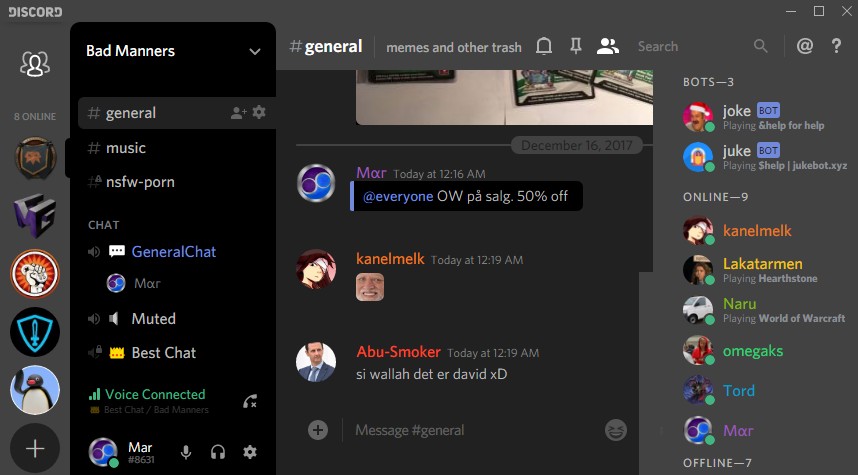 DISCORD
8 ONLINE
Bad Manners
general
music
nsfw-porn
CHAT
GeneralChat
Mαr
Muted
Best Chat
Voice Connected
Best Chat / Bad Manners
Mar
#8631
#general
memes and other trash
Search
@ ?
December 16, 2017
Mαr Today at 12:16 AM
@everyone OW på salg. 50% off
kanelmelk Today at 12:19 AM
Abu-Smoker Today at 12:19 AM
si wallah det er david xD
Message #general
BOTS—3
joke BOT
Playing &help for help
juke BOT
Playing $help | jukebot.xyz
ONLINE—9
kanelmelk
Lakatarmen
Playing Hearthstone
Naru
Playing World of Warcraft
omegaks
Tord
Mαr
OFFLINE—7